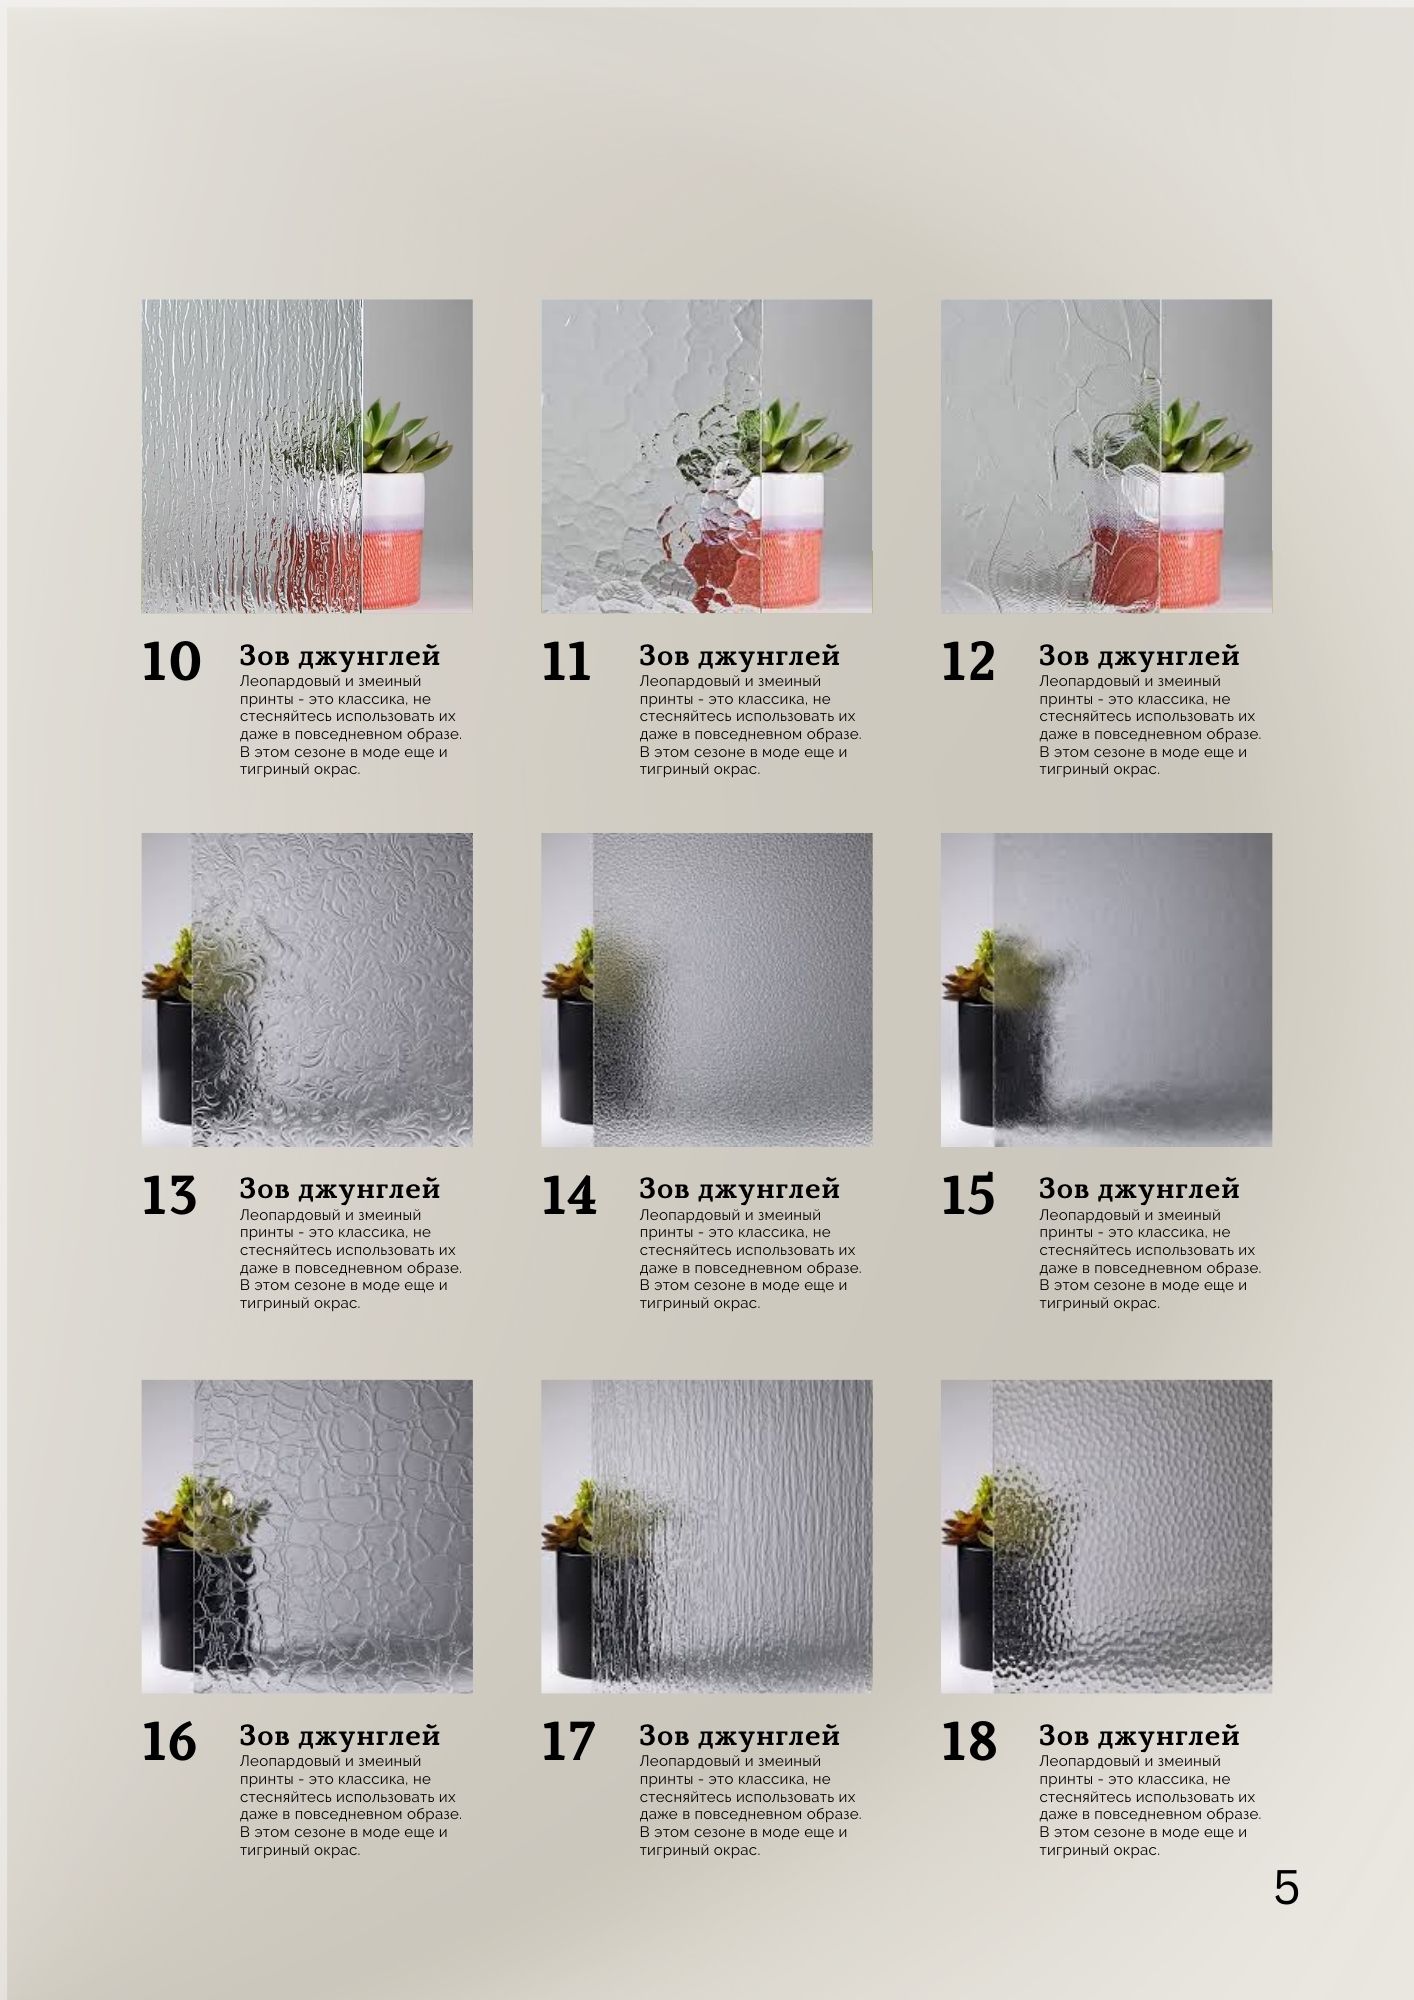 10
Зов джунглей
Леопардовый и змеиный
принты - это классика, не
стесняйтесь использовать их
даже в повседневном образе.
В этом сезоне в моде еще и
тигриный окрас.
11
Зов джунглей
Леопардовый и змеиный
принты - это классика, не
стесняйтесь использовать их
даже в повседневном образе.
В этом сезоне в моде еще и
тигриный окрас.
12
Зов джунглей
Леопардовый и змеиный
принты - это классика, не
стесняйтесь использовать их
даже в повседневном образе.
В этом сезоне в моде еще и
тигриный окрас.
13
Зов джунглей
Леопардовый и змеиный
принты - это классика, не
стесняйтесь использовать их
даже в повседневном образе.
В этом сезоне в моде еще и
тигриный окрас.
14
Зов джунглей
Леопардовый и змеиный
принты - это классика, не
стесняйтесь использовать их
даже в повседневном образе.
В этом сезоне в моде еще и
тигриный окрас.
15
Зов джунглей
Леопардовый и змеиный
принты - это классика, не
стесняйтесь использовать их
даже в повседневном образе.
В этом сезоне в моде еще и
тигриный окрас.
16
Зов джунглей
Леопардовый и змеиный
принты - это классика, не
стесняйтесь использовать их
даже в повседневном образе.
В этом сезоне в моде еще и
тигриный окрас.
17
Зов джунглей
Леопардовый и змеиный
принты - это классика, не
стесняйтесь использовать их
даже в повседневном образе.
В этом сезоне в моде еще и
тигриный окрас.
18
Зов джунглей
Леопардовый и змеиный
принты - это классика, не
стесняйтесь использовать их
даже в повседневном образе.
В этом сезоне в моде еще и
тигриный окрас.
5